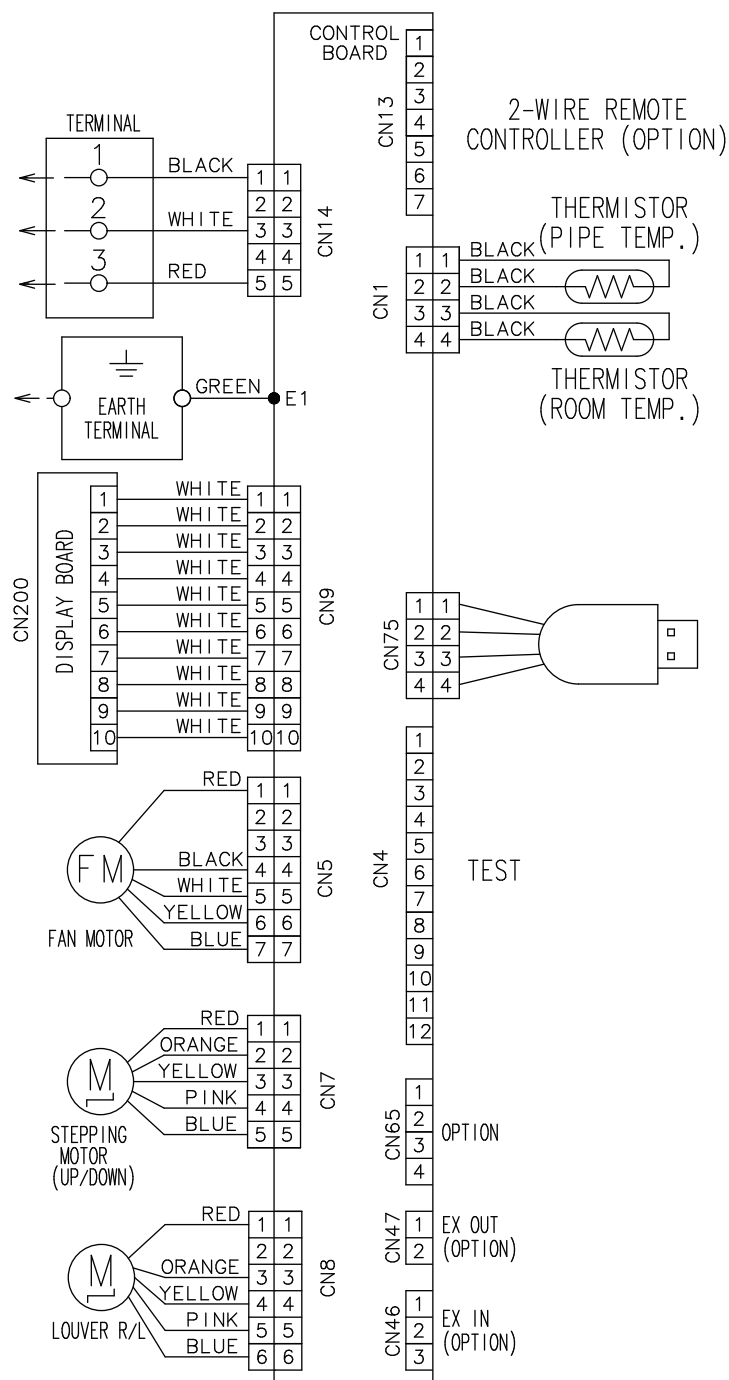 CONTROL
BOARD
CN13
1
2
3
4
5
6
7
2-WIRE REMOTE
CONTROLLER (OPTION)
TERMINAL
1
2
3
BLACK
WHITE
RED
1 1
2 2
3 3
4 4
5 5
CN14
THERMISTOR
(PIPE TEMP.)
CN1
1 1
2 2
3 3
4 4
BLACK
BLACK
BLACK
BLACK
THERMISTOR
(ROOM TEMP.)
EARTH
TERMINAL
GREEN
E1
CN200
DISPLAY BOARD
1
2
3
4
5
6
7
8
9
10
WHITE
WHITE
WHITE
WHITE
WHITE
WHITE
WHITE
WHITE
WHITE
WHITE
1 1
2 2
3 3
4 4
5 5
6 6
7 7
8 8
9 9
10 10
CN9
CN75
1 1
2 2
3 3
4 4
FM
FAN MOTOR
RED
BLACK
WHITE
YELLOW
BLUE
1 1
2 2
3 3
4 4
5 5
6 6
7 7
CN5
CN4
1
2
3
4
5
6
7
8
9
10
11
12
TEST
M
STEPPING
MOTOR
(UP/DOWN)
RED
ORANGE
YELLOW
PINK
BLUE
1 1
2 2
3 3
4 4
5 5
CN7
CN65
1
2
3
4
OPTION
M
LOUVER R/L
RED
ORANGE
YELLOW
PINK
BLUE
1 1
2 2
3 3
4 4
5 5
6 6
CN8
CN47
1
2
EX OUT
(OPTION)
CN46
1
2
3
EX IN
(OPTION)